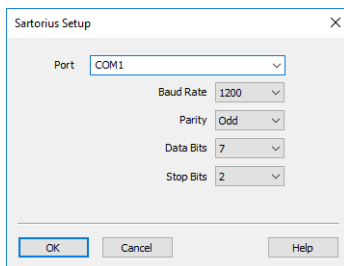 Sartorius Setup
Port COM1
Baud Rate 1200
Parity Odd
Data Bits 7
Stop Bits 2
OK Cancel Help